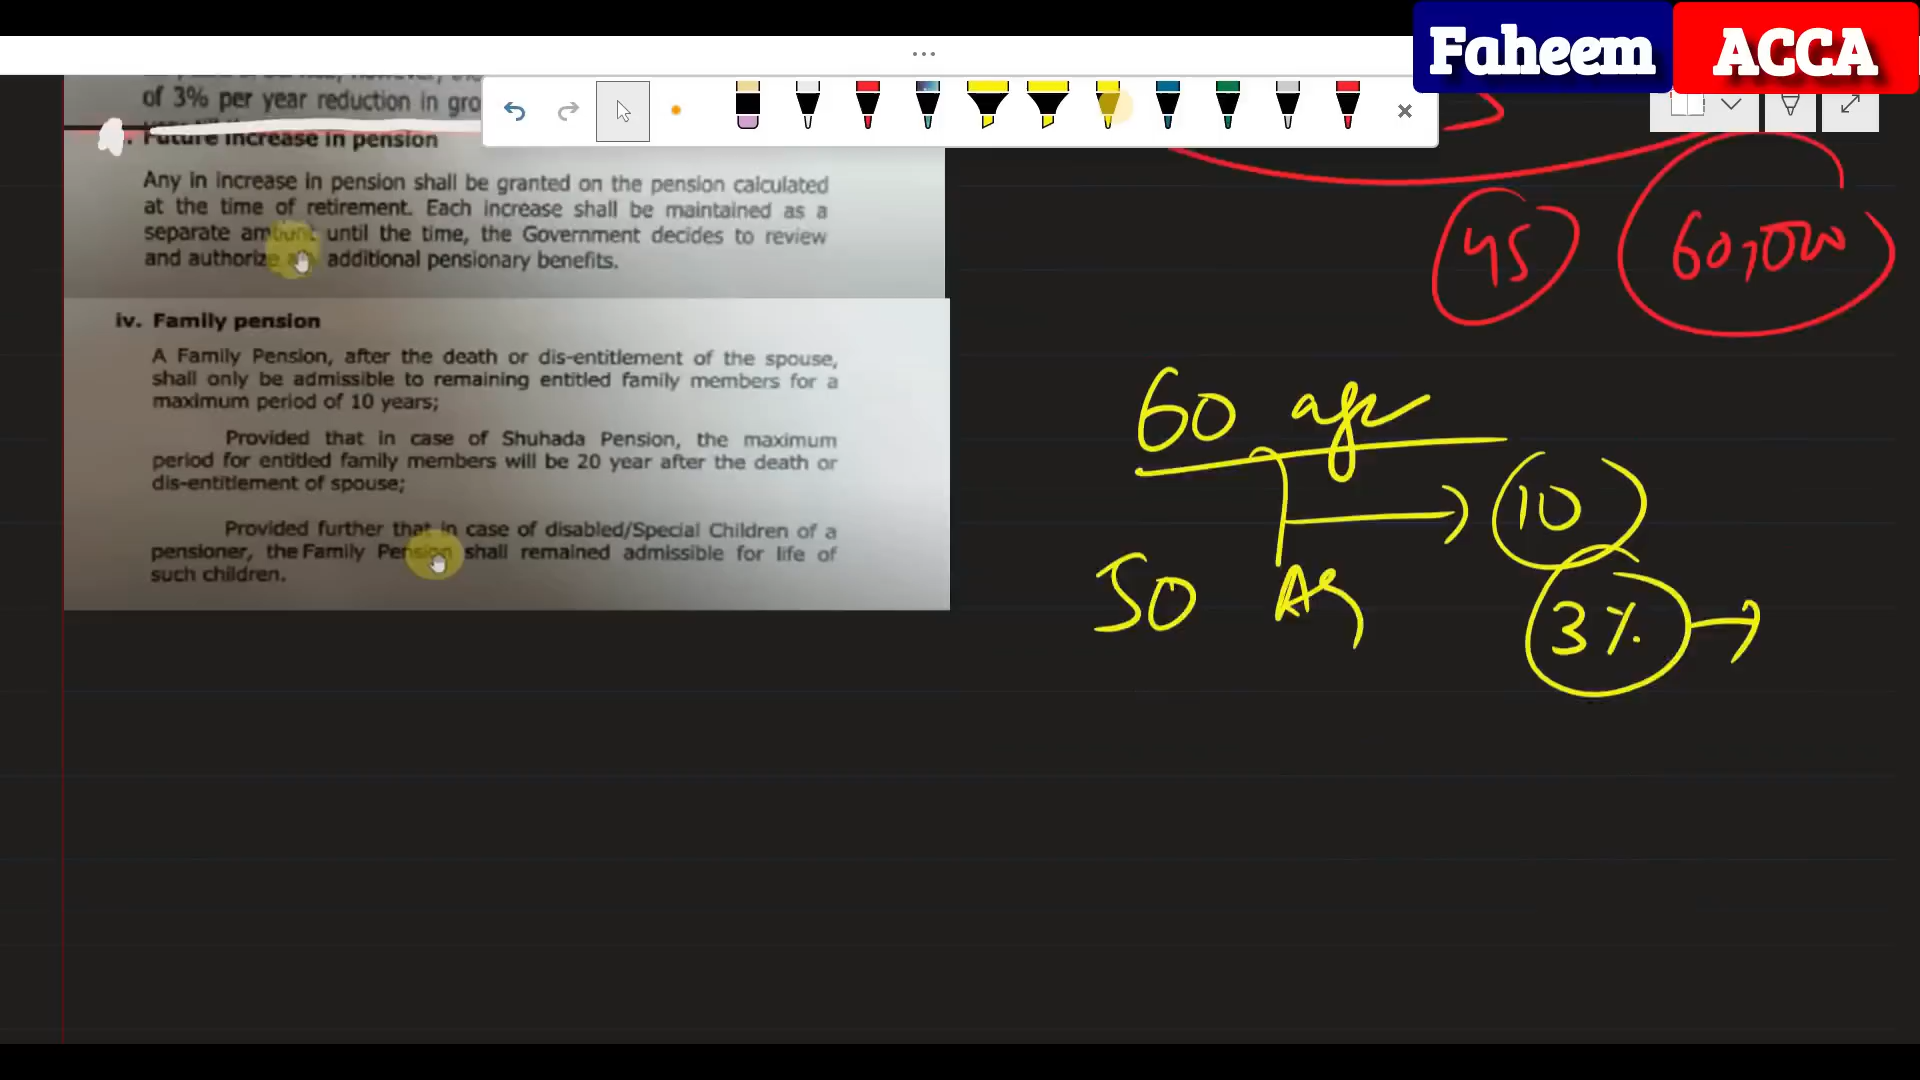 Faheem ACCA
of 3% per year reduction in gro
Future increase in pension
Any in increase in pension shall be granted on the pension calculated
at the time of retirement. Each increase shall be maintained as a
separate amount until the time, the Government decides to review
and authorize any additional pensionary benefits.
iv. Family pension
A Family Pension, after the death or dis-entitlement of the spouse,
shall only be admissible to remaining entitled family members for a
maximum period of 10 years;
Provided that in case of Shuhada Pension, the maximum
period for entitled family members will be 20 year after the death or
dis-entitlement of spouse;
Provided further that in case of disabled/Special Children of a
pensioner, the Family Pension shall remained admissible for life of
such children.
45 60,000
60 age
10
50 Ag
3%